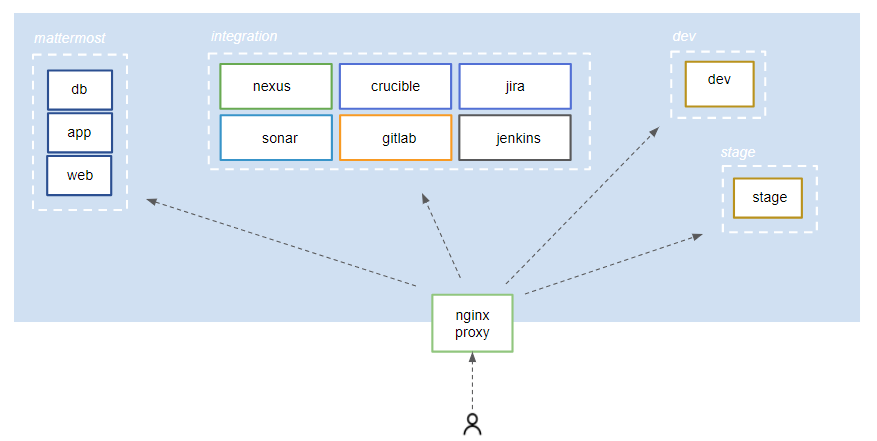 mattermost
db
app
web
integration
nexus
crucible
jira
sonar
gitlab
jenkins
dev
dev
stage
stage
nginx
proxy